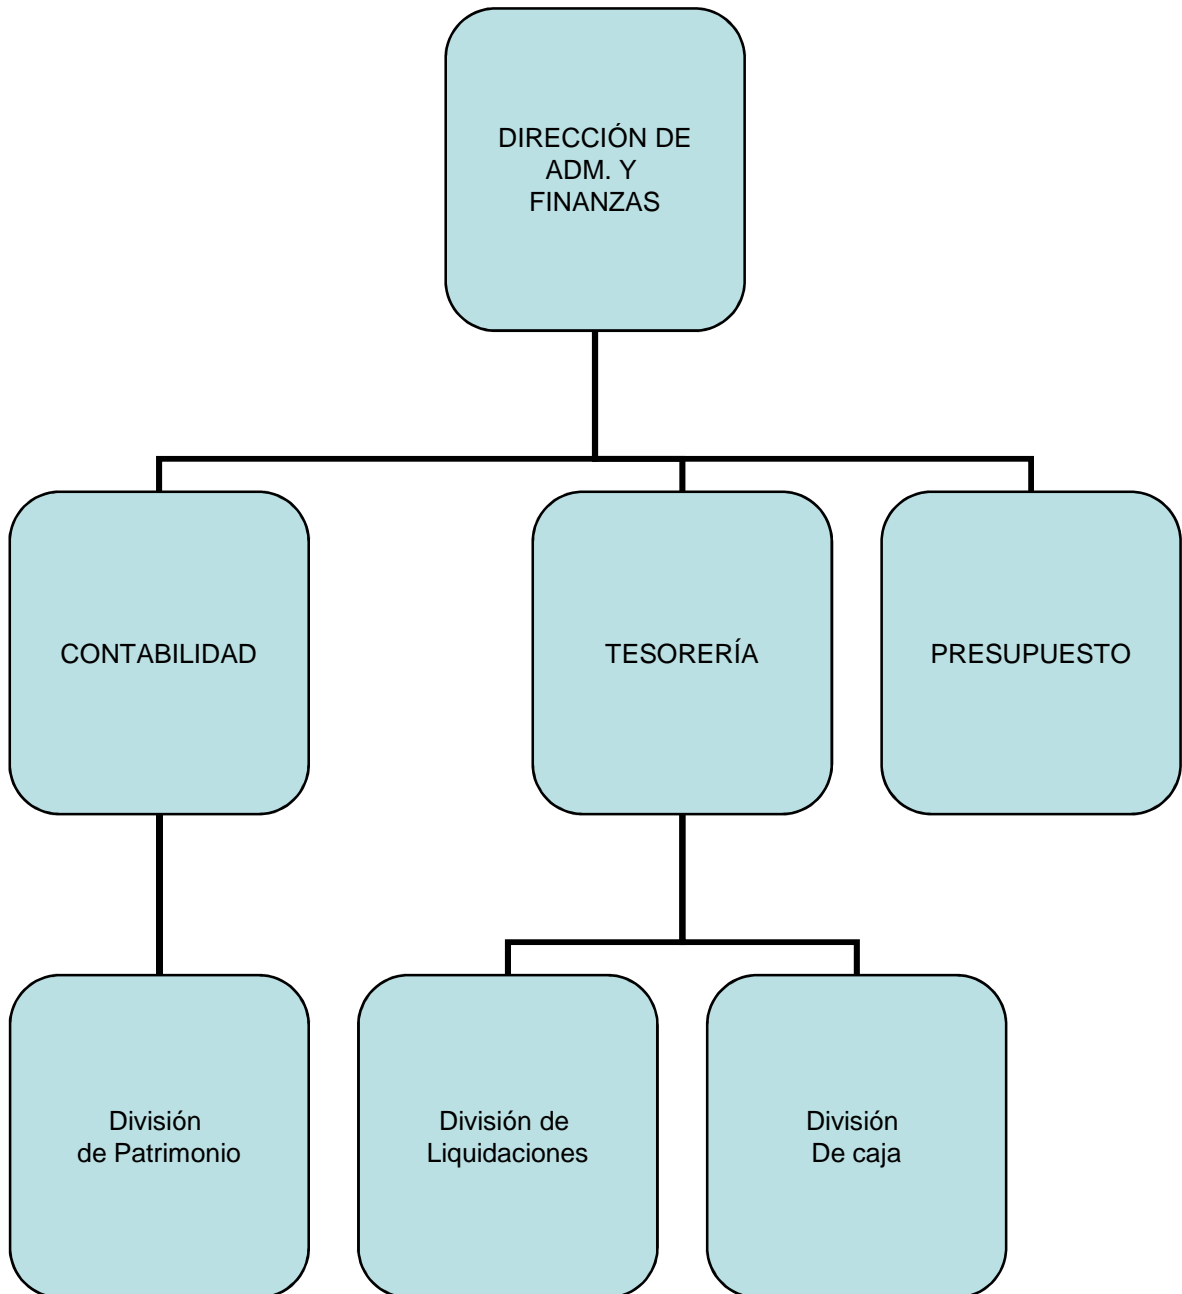 DIRECCIÓN DE
ADM. Y
FINANZAS
CONTABILIDAD
TESORERÍA
PRESUPUESTO
División
de Patrimonio
División de
Liquidaciones
División
De caja